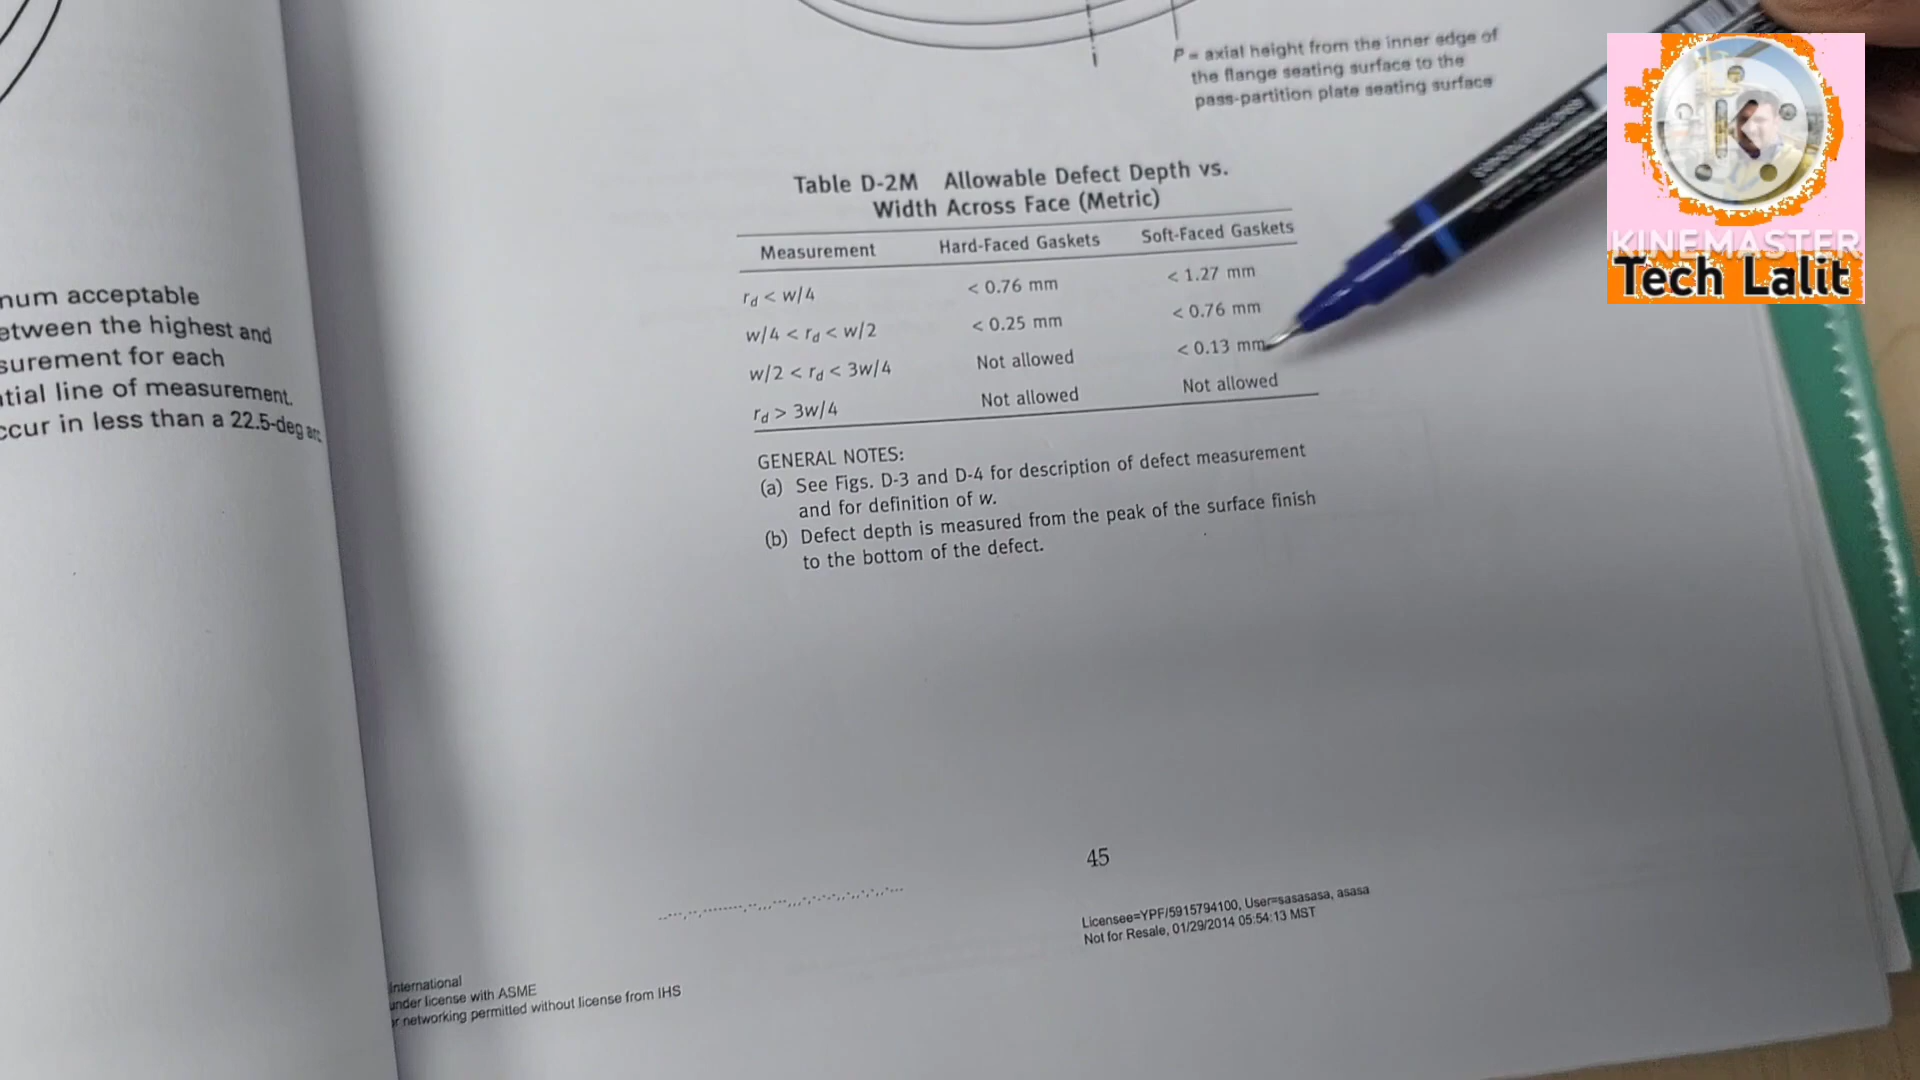 P = axial height from the inner edge of
the flange seating surface to the
pass-partition plate seating surface
KINEMASTER
Tech Lalit
num acceptable
etween the highest and
surement for each
ntial line of measurement.
ccur in less than a 22.5-deg arc
Table D-2M Allowable Defect Depth vs.
Width Across Face (Metric)
Measurement Hard-Faced Gaskets Soft-Faced Gaskets
rd < w/4 < 0.76 mm < 1.27 mm
w/4 < rd < w/2 < 0.25 mm < 0.76 mm
w/2 < rd < 3w/4 Not allowed < 0.13 mm
rd > 3w/4 Not allowed Not allowed
GENERAL NOTES:
(a) See Figs. D-3 and D-4 for description of defect measurement
and for definition of w.
(b) Defect depth is measured from the peak of the surface finish
to the bottom of the defect.
45
Licensee=YPF/5915794100, User=sasasasa, asasa
Not for Resale, 01/29/2014 05:54:13 MST
International
under license with ASME
or networking permitted without license from IHS